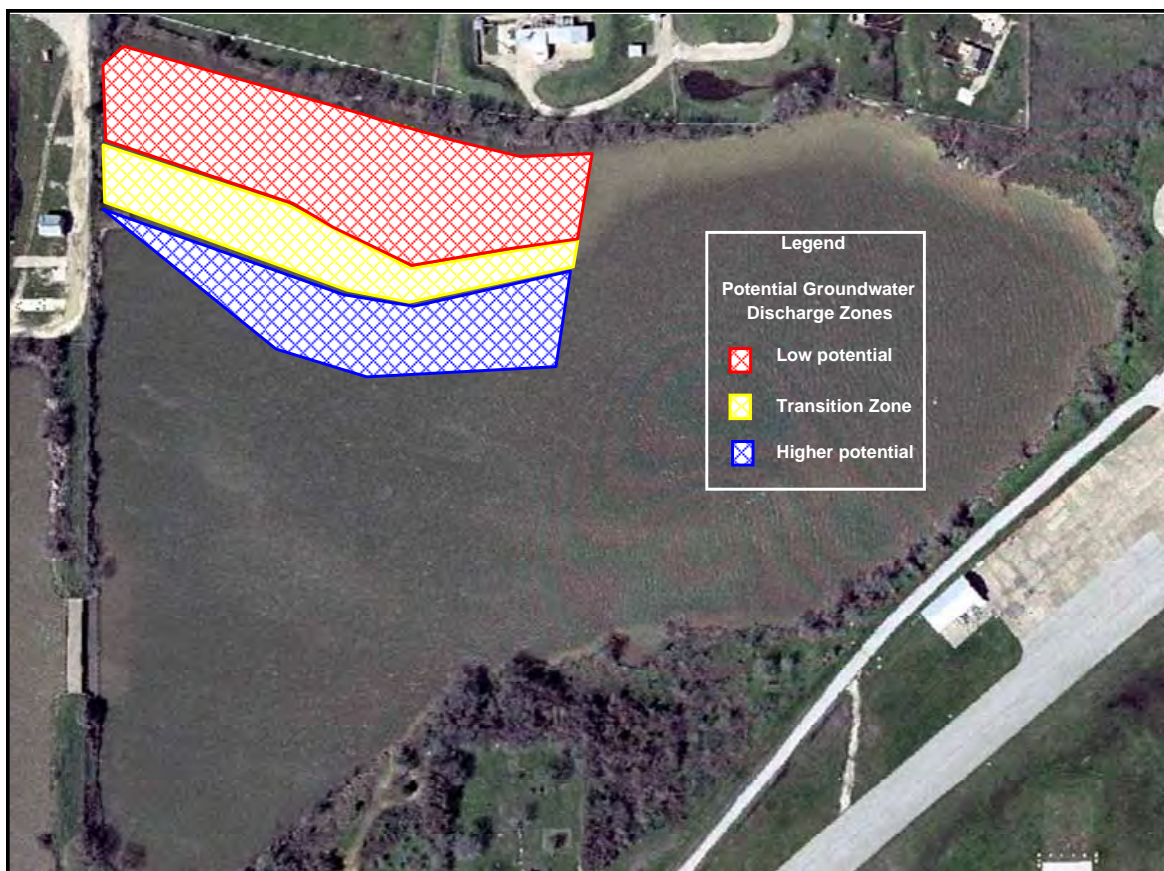 Legend
Potential Groundwater
Discharge Zones
Low potential
Transition Zone
Higher potential